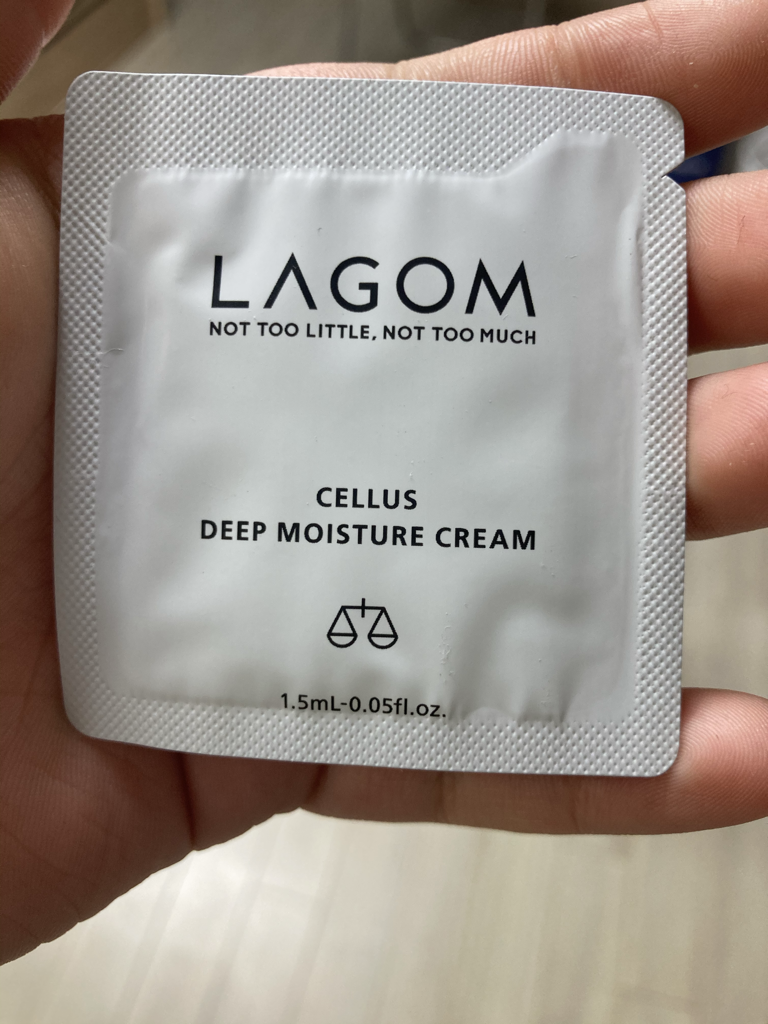 LAGOM
NOT TOO LITTLE, NOT TOO MUCH
CELLUS
DEEP MOISTURE CREAM
1.5mL-0.05fl.oz.